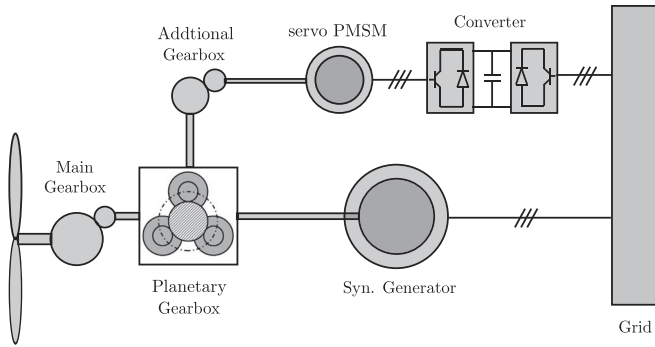 Addtional
Gearbox
servo PMSM
Converter
Main
Gearbox
Planetary
Gearbox
Syn. Generator
Grid